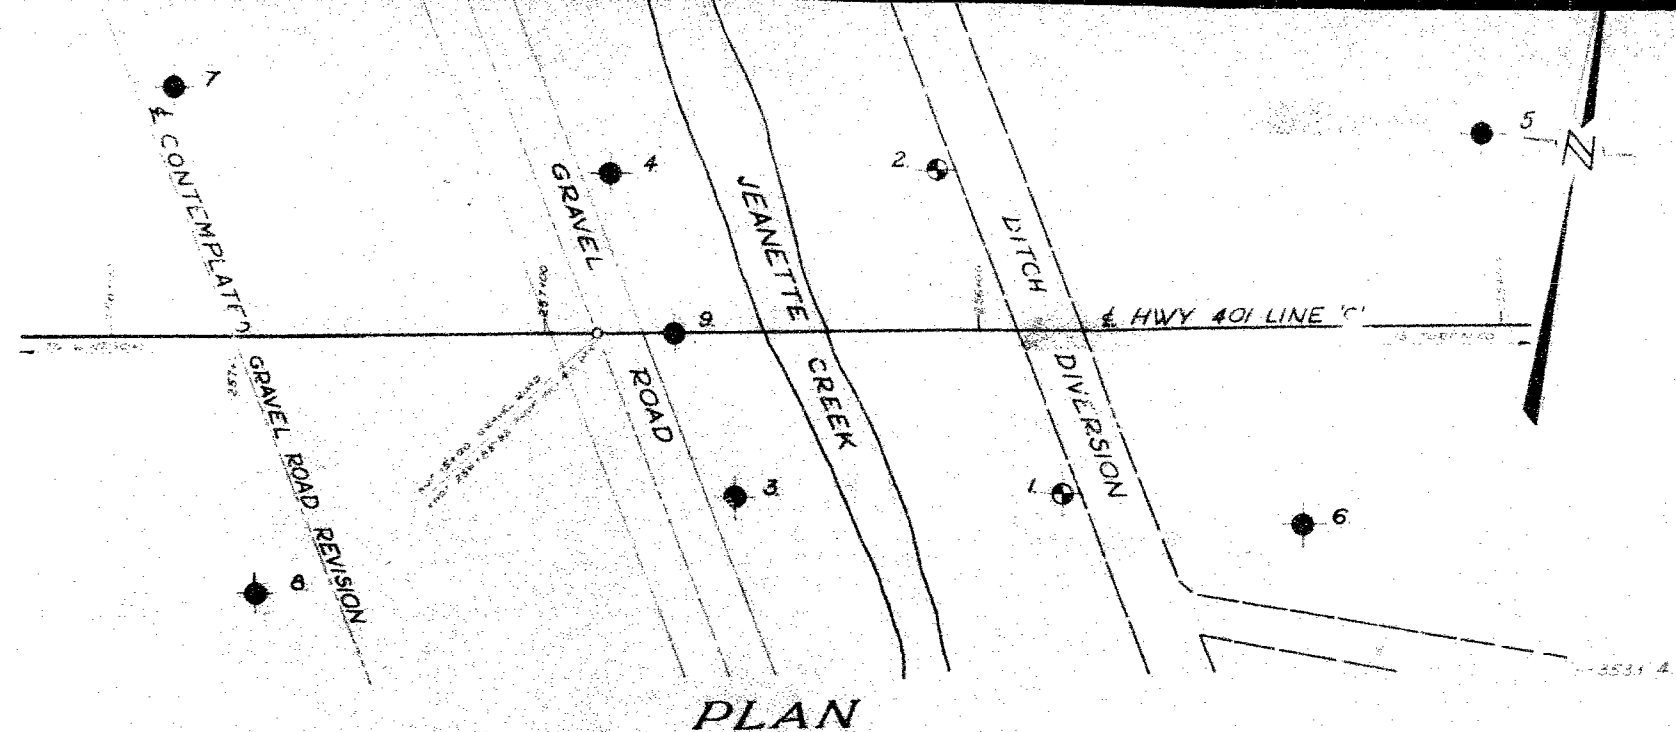 7
℄ CONTEMPLATED GRAVEL ROAD REVISION
4
GRAVEL ROAD
JEANETTE CREEK
2
DITCH DIVERSION
5
N
9
℄ HWY 401 LINE 'C'
3
1
6
8
PLAN